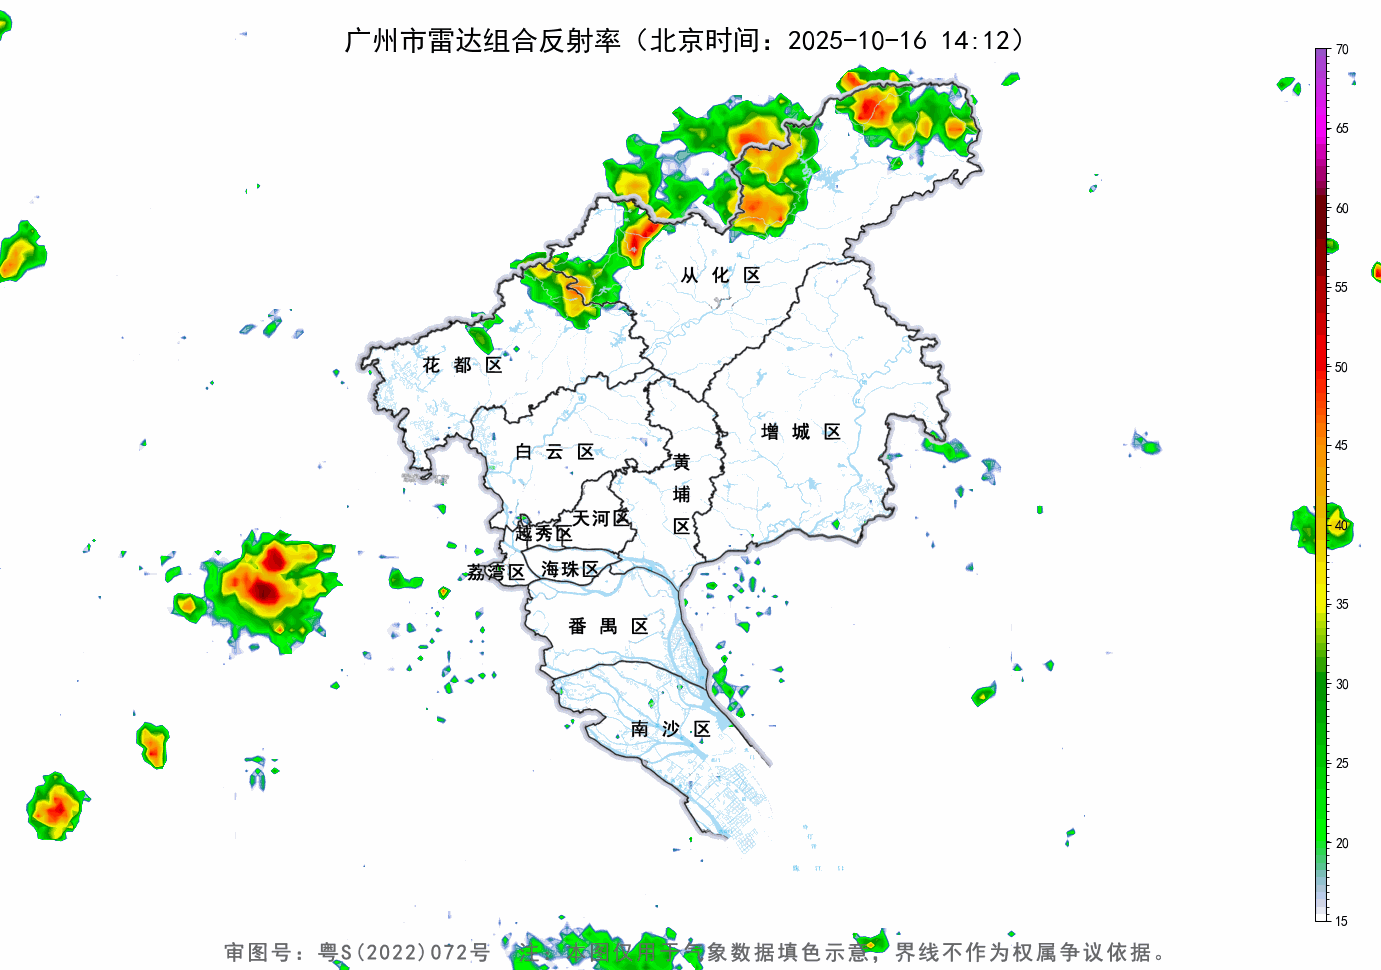 广州市雷达组合反射率（北京时间：2025-10-16 14:12）
70
65
60
55
50
45
40
35
30
25
20
15
从化区
花都区
增城区
白云区
黄埔区
天河区
越秀区
荔湾区
海珠区
番禺区
南沙区
审图号：粤S(2022)072号 注：本图仅用于气象数据填色示意，界线不作为权属争议依据。